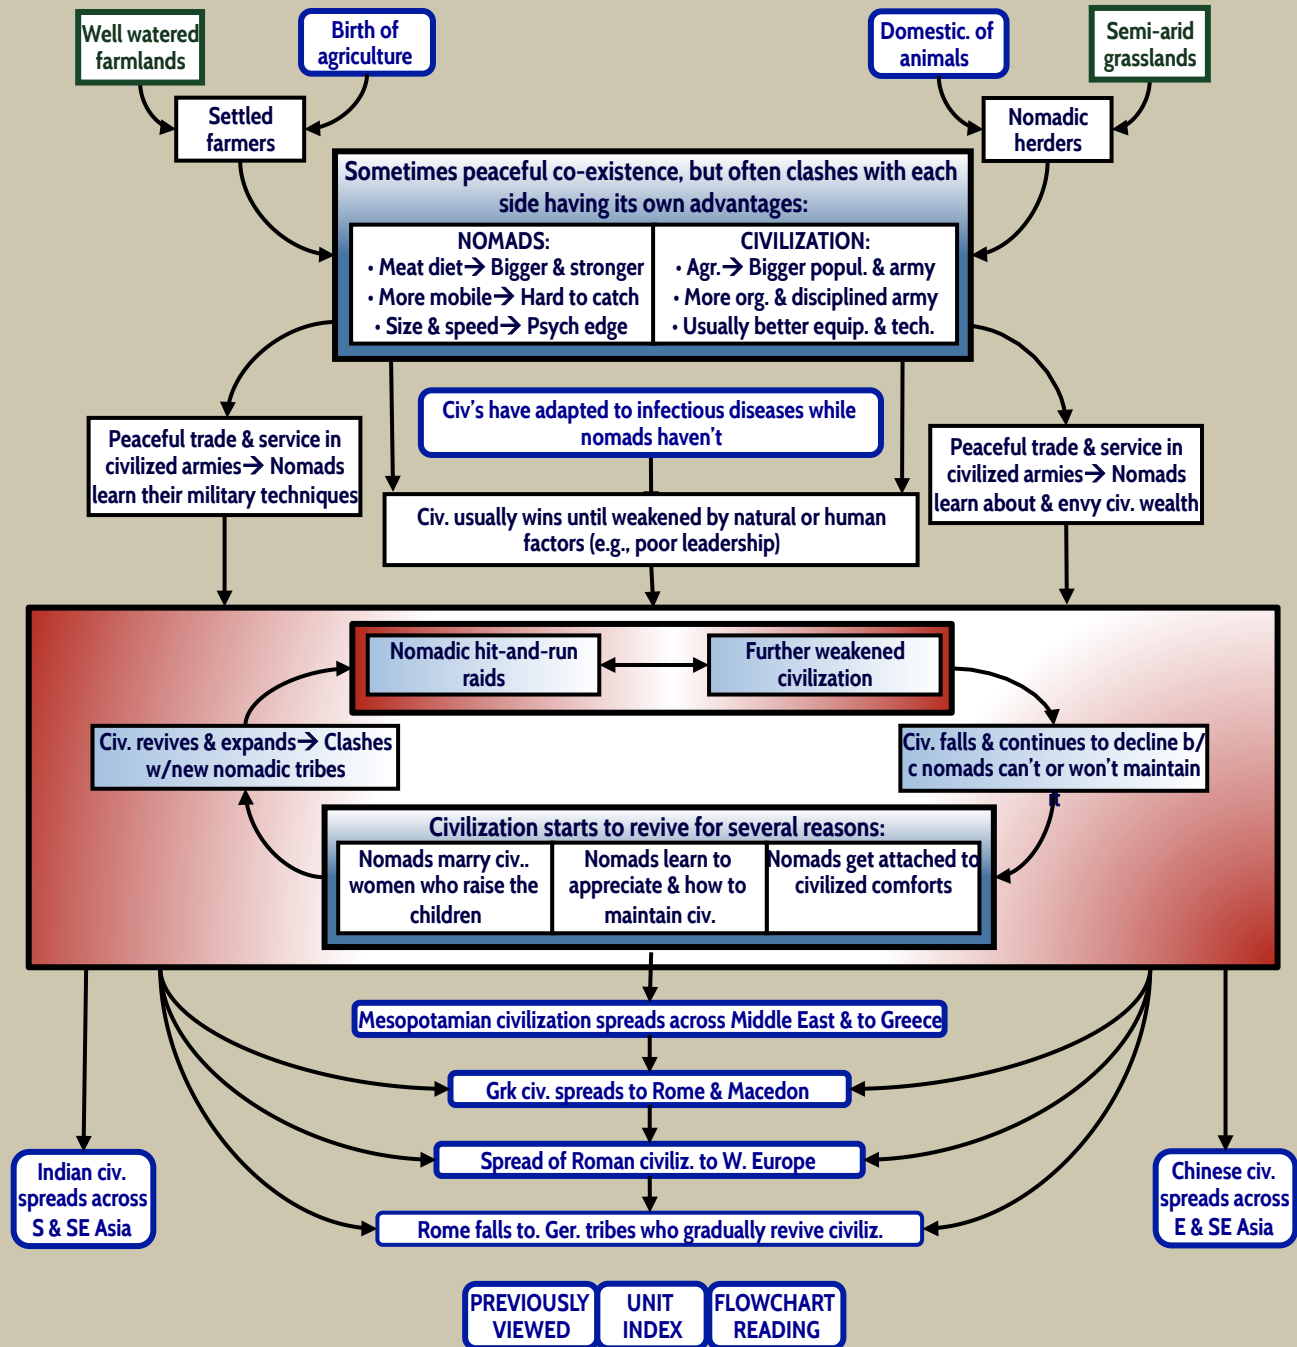 Well watered
farmlands
Birth of
agriculture
Domestic. of
animals
Semi-arid
grasslands
Settled
farmers
Nomadic
herders
Sometimes peaceful co-existence, but often clashes with each
side having its own advantages:
NOMADS:
• Meat diet→ Bigger & stronger
• More mobile→ Hard to catch
• Size & speed→ Psych edge
CIVILIZATION:
• Agr.→ Bigger popul. & army
• More org. & disciplined army
• Usually better equip. & tech.
Civ's have adapted to infectious diseases while
nomads haven't
Peaceful trade & service in
civilized armies→ Nomads
learn their military techniques
Civ. usually wins until weakened by natural or human
factors (e.g., poor leadership)
Peaceful trade & service in
civilized armies→ Nomads
learn about & envy civ. wealth
Nomadic hit-and-run
raids
Further weakened
civilization
Civ. revives & expands→ Clashes
w/new nomadic tribes
Civ. falls & continues to decline b/
c nomads can't or won't maintain
it
Civilization starts to revive for several reasons:
Nomads marry civ..
women who raise the
children
Nomads learn to
appreciate & how to
maintain civ.
Nomads get attached to
civilized comforts
Mesopotamian civilization spreads across Middle East & to Greece
Grk civ. spreads to Rome & Macedon
Spread of Roman civiliz. to W. Europe
Rome falls to. Ger. tribes who gradually revive civiliz.
Indian civ.
spreads across
S & SE Asia
Chinese civ.
spreads across
E & SE Asia
PREVIOUSLY
VIEWED
UNIT
INDEX
FLOWCHART
READING